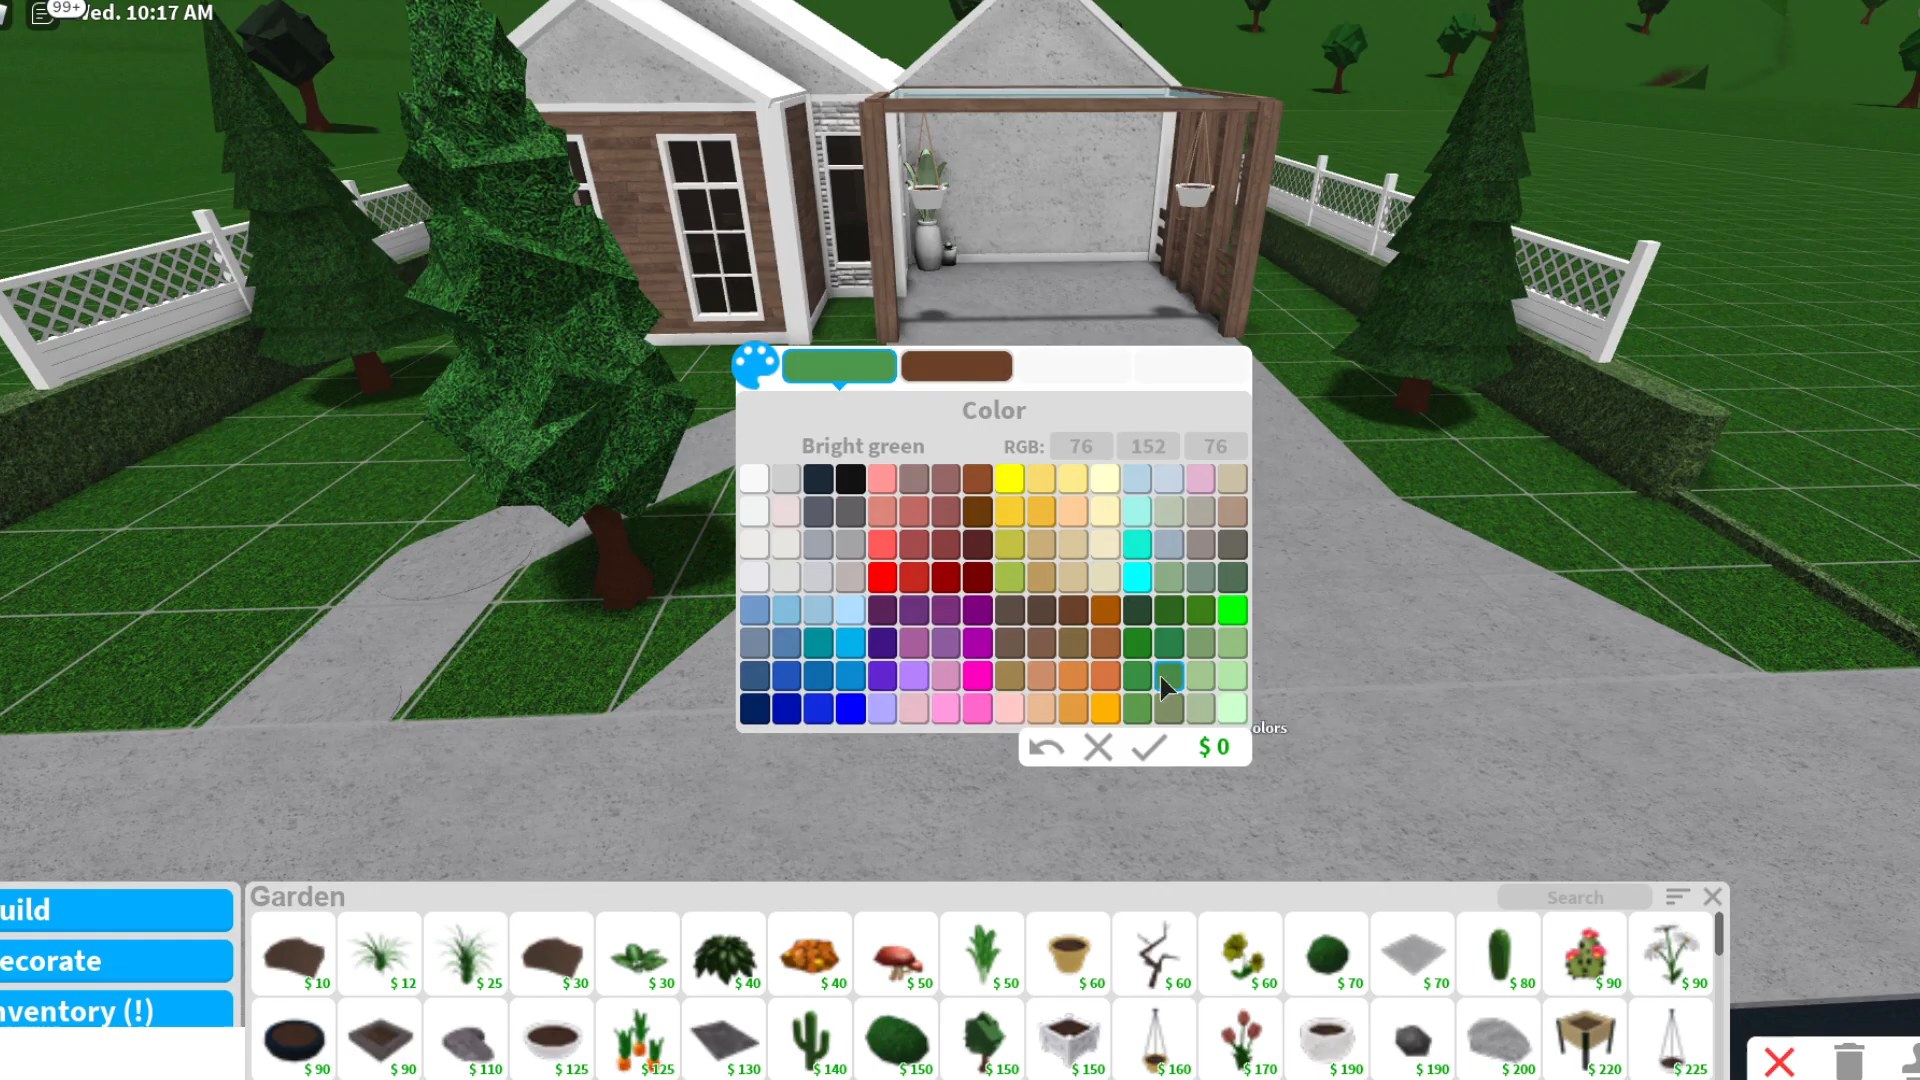 99+
Wed. 10:17 AM
Color
Bright green RGB: 76 152 76
olors
$ 0
uild
ecorate
nventory (!)
Garden
Search
$ 10 $ 12 $ 25 $ 30 $ 30 $ 40 $ 40 $ 50 $ 50 $ 60 $ 60 $ 60 $ 70 $ 70 $ 80 $ 90 $ 90
$ 90 $ 90 $ 110 $ 125 $ 125 $ 130 $ 140 $ 150 $ 150 $ 150 $ 160 $ 170 $ 190 $ 190 $ 200 $ 220 $ 225